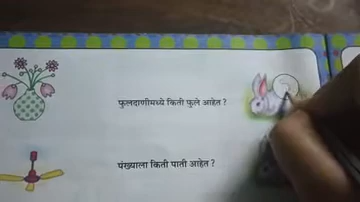 फुलदाणीमध्ये किती फुले आहेत ?
पंख्याला किती पाती आहेत ?